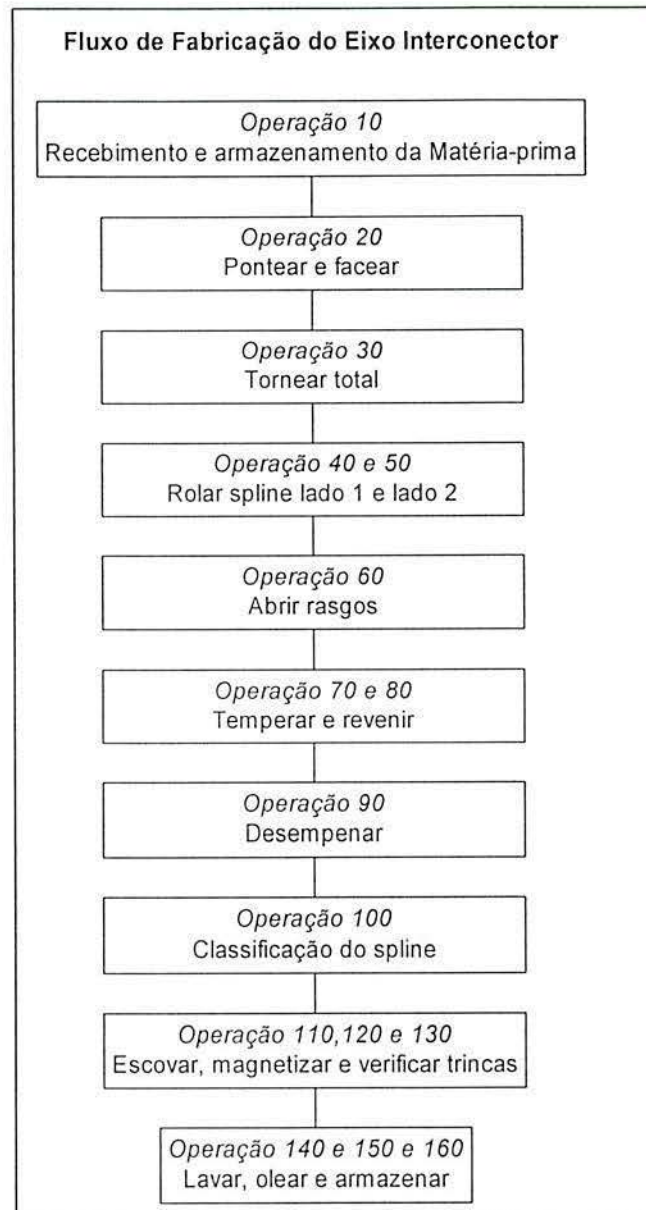 Fluxo de Fabricação do Eixo Interconector
Operação 10
Recebimento e armazenamento da Matéria-prima
Operação 20
Pontear e facear
Operação 30
Tornear total
Operação 40 e 50
Rolar spline lado 1 e lado 2
Operação 60
Abrir rasgos
Operação 70 e 80
Temperar e revenir
Operação 90
Desempenar
Operação 100
Classificação do spline
Operação 110,120 e 130
Escovar, magnetizar e verificar trincas
Operação 140 e 150 e 160
Lavar, olear e armazenar